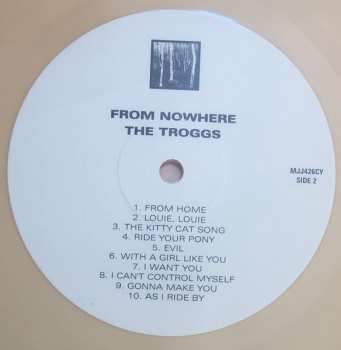 FROM NOWHERE
THE TROGGS
MJJ426CY
SIDE 2
1. FROM HOME
2. LOUIE, LOUIE
3. THE KITTY CAT SONG
4. RIDE YOUR PONY
5. EVIL
6. WITH A GIRL LIKE YOU
7. I WANT YOU
8. I CAN'T CONTROL MYSELF
9. GONNA MAKE YOU
10. AS I RIDE BY